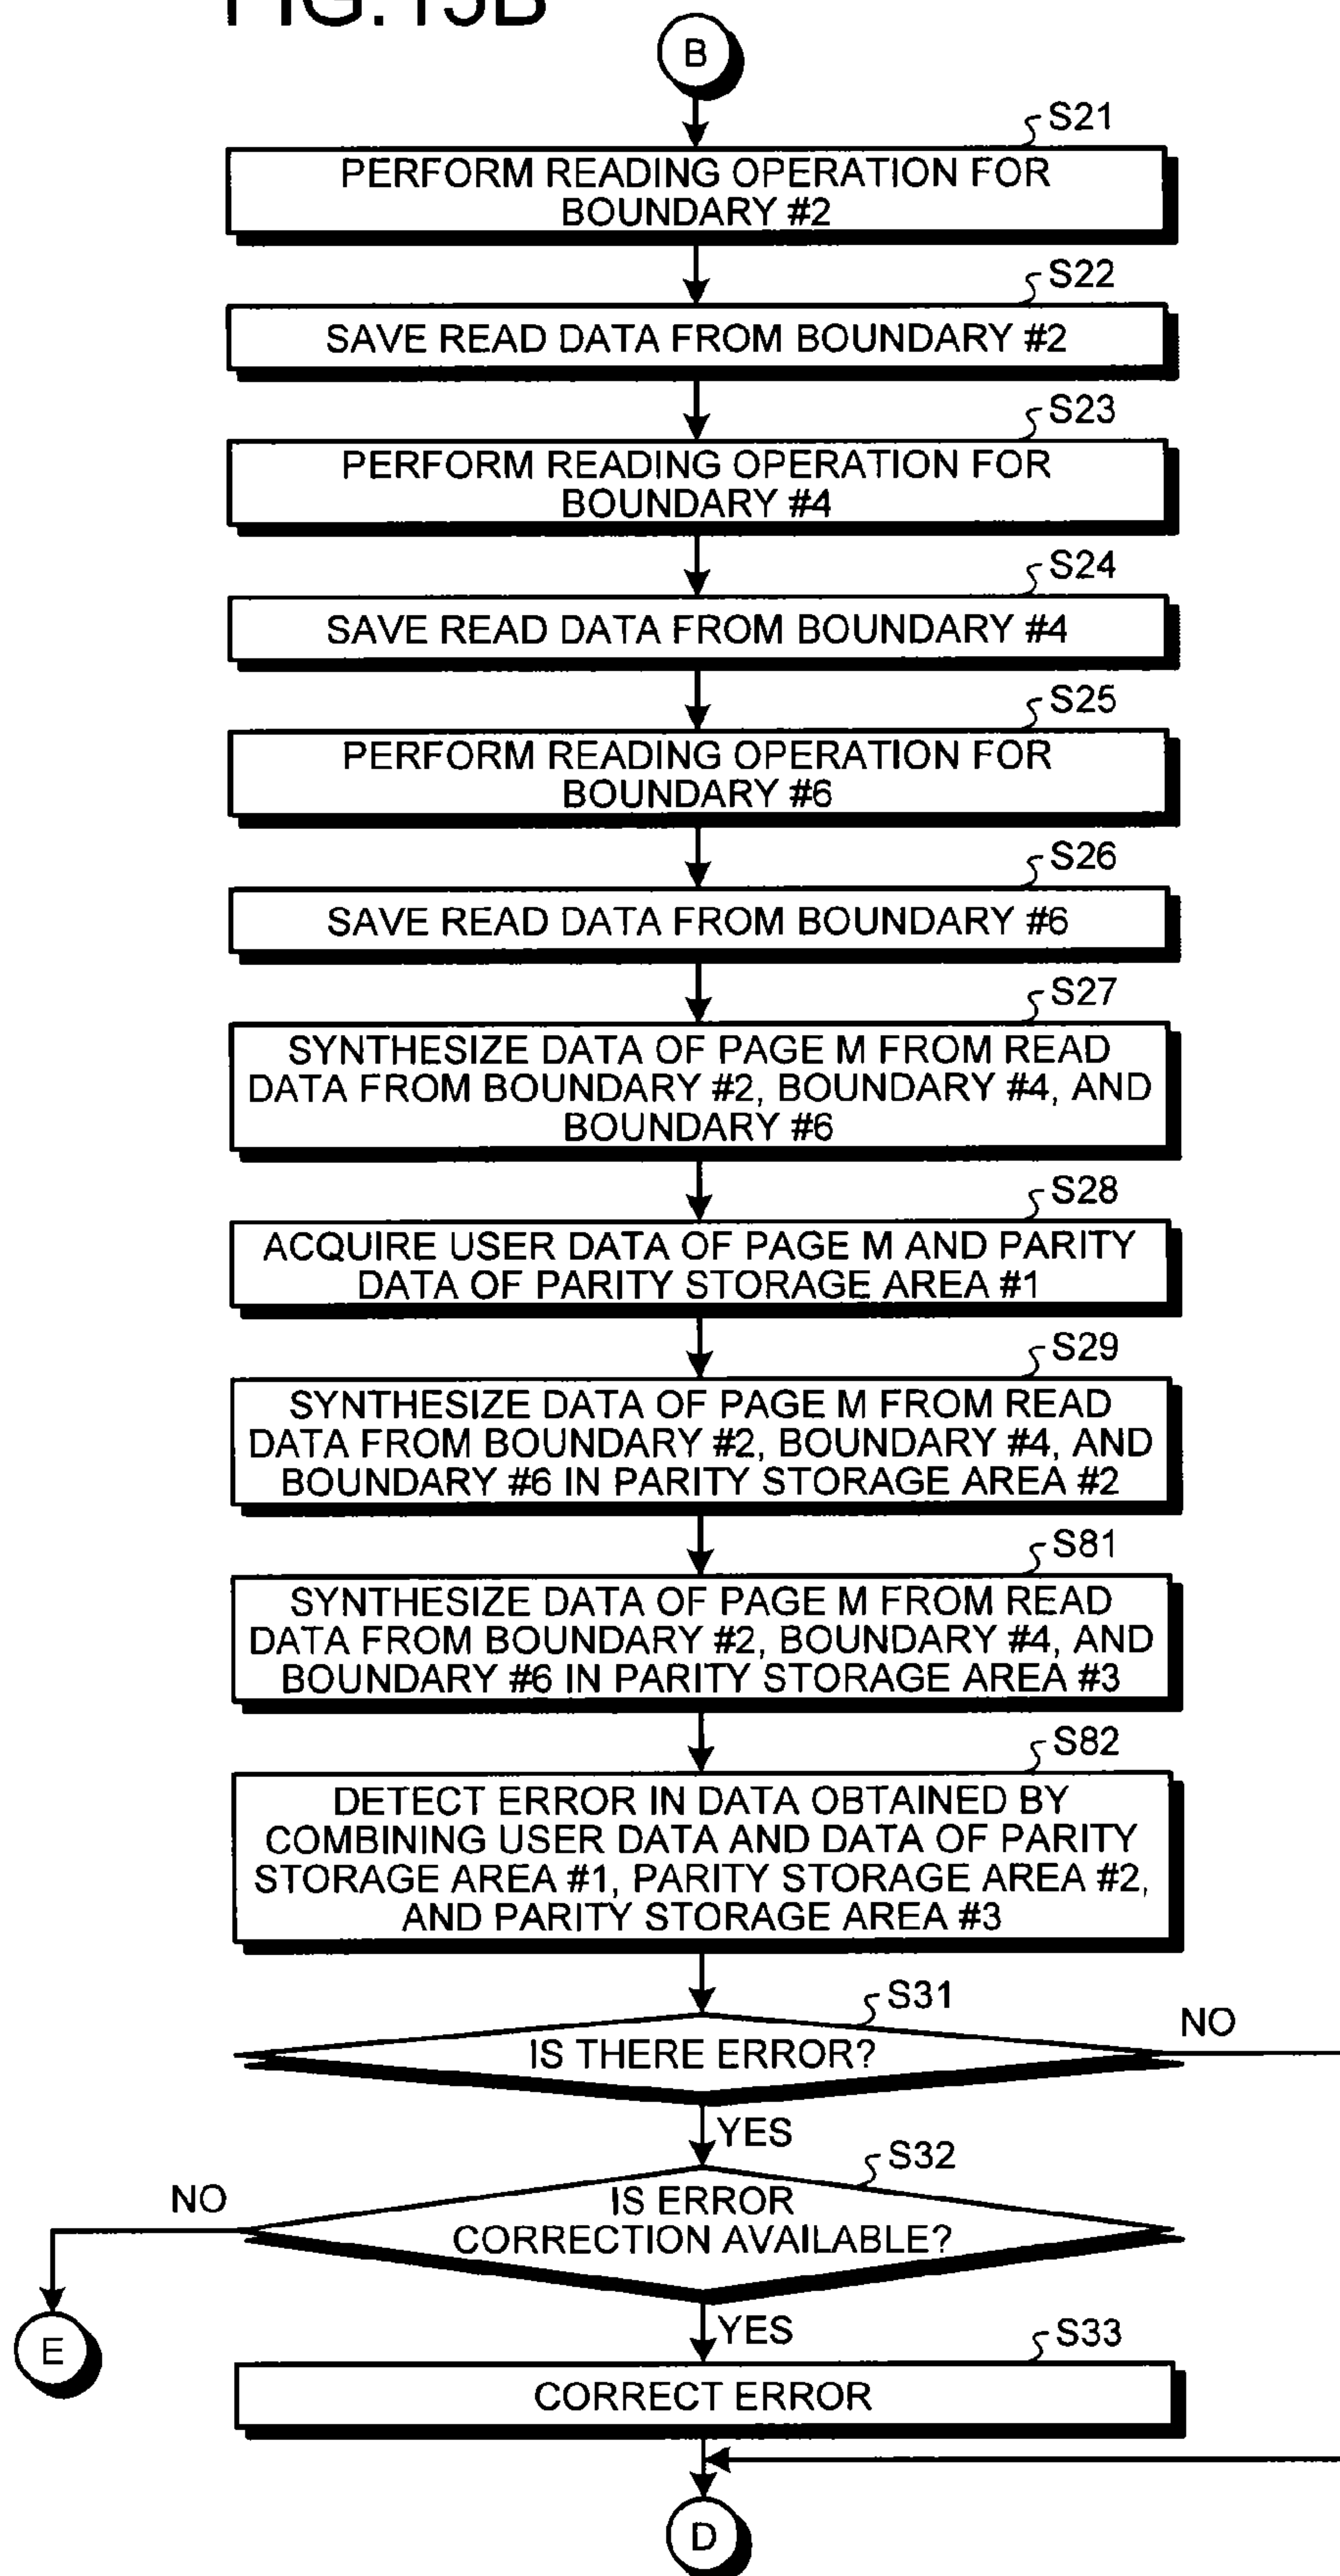 FIG.15B
B
S21
PERFORM READING OPERATION FOR
BOUNDARY #2
S22
SAVE READ DATA FROM BOUNDARY #2
S23
PERFORM READING OPERATION FOR
BOUNDARY #4
S24
SAVE READ DATA FROM BOUNDARY #4
S25
PERFORM READING OPERATION FOR
BOUNDARY #6
S26
SAVE READ DATA FROM BOUNDARY #6
S27
SYNTHESIZE DATA OF PAGE M FROM READ
DATA FROM BOUNDARY #2, BOUNDARY #4, AND
BOUNDARY #6
S28
ACQUIRE USER DATA OF PAGE M AND PARITY
DATA OF PARITY STORAGE AREA #1
S29
SYNTHESIZE DATA OF PAGE M FROM READ
DATA FROM BOUNDARY #2, BOUNDARY #4, AND
BOUNDARY #6 IN PARITY STORAGE AREA #2
S81
SYNTHESIZE DATA OF PAGE M FROM READ
DATA FROM BOUNDARY #2, BOUNDARY #4, AND
BOUNDARY #6 IN PARITY STORAGE AREA #3
S82
DETECT ERROR IN DATA OBTAINED BY
COMBINING USER DATA AND DATA OF PARITY
STORAGE AREA #1, PARITY STORAGE AREA #2,
AND PARITY STORAGE AREA #3
S31
IS THERE ERROR?
NO
YES
S32
IS ERROR
CORRECTION AVAILABLE?
NO
YES
E
S33
CORRECT ERROR
D